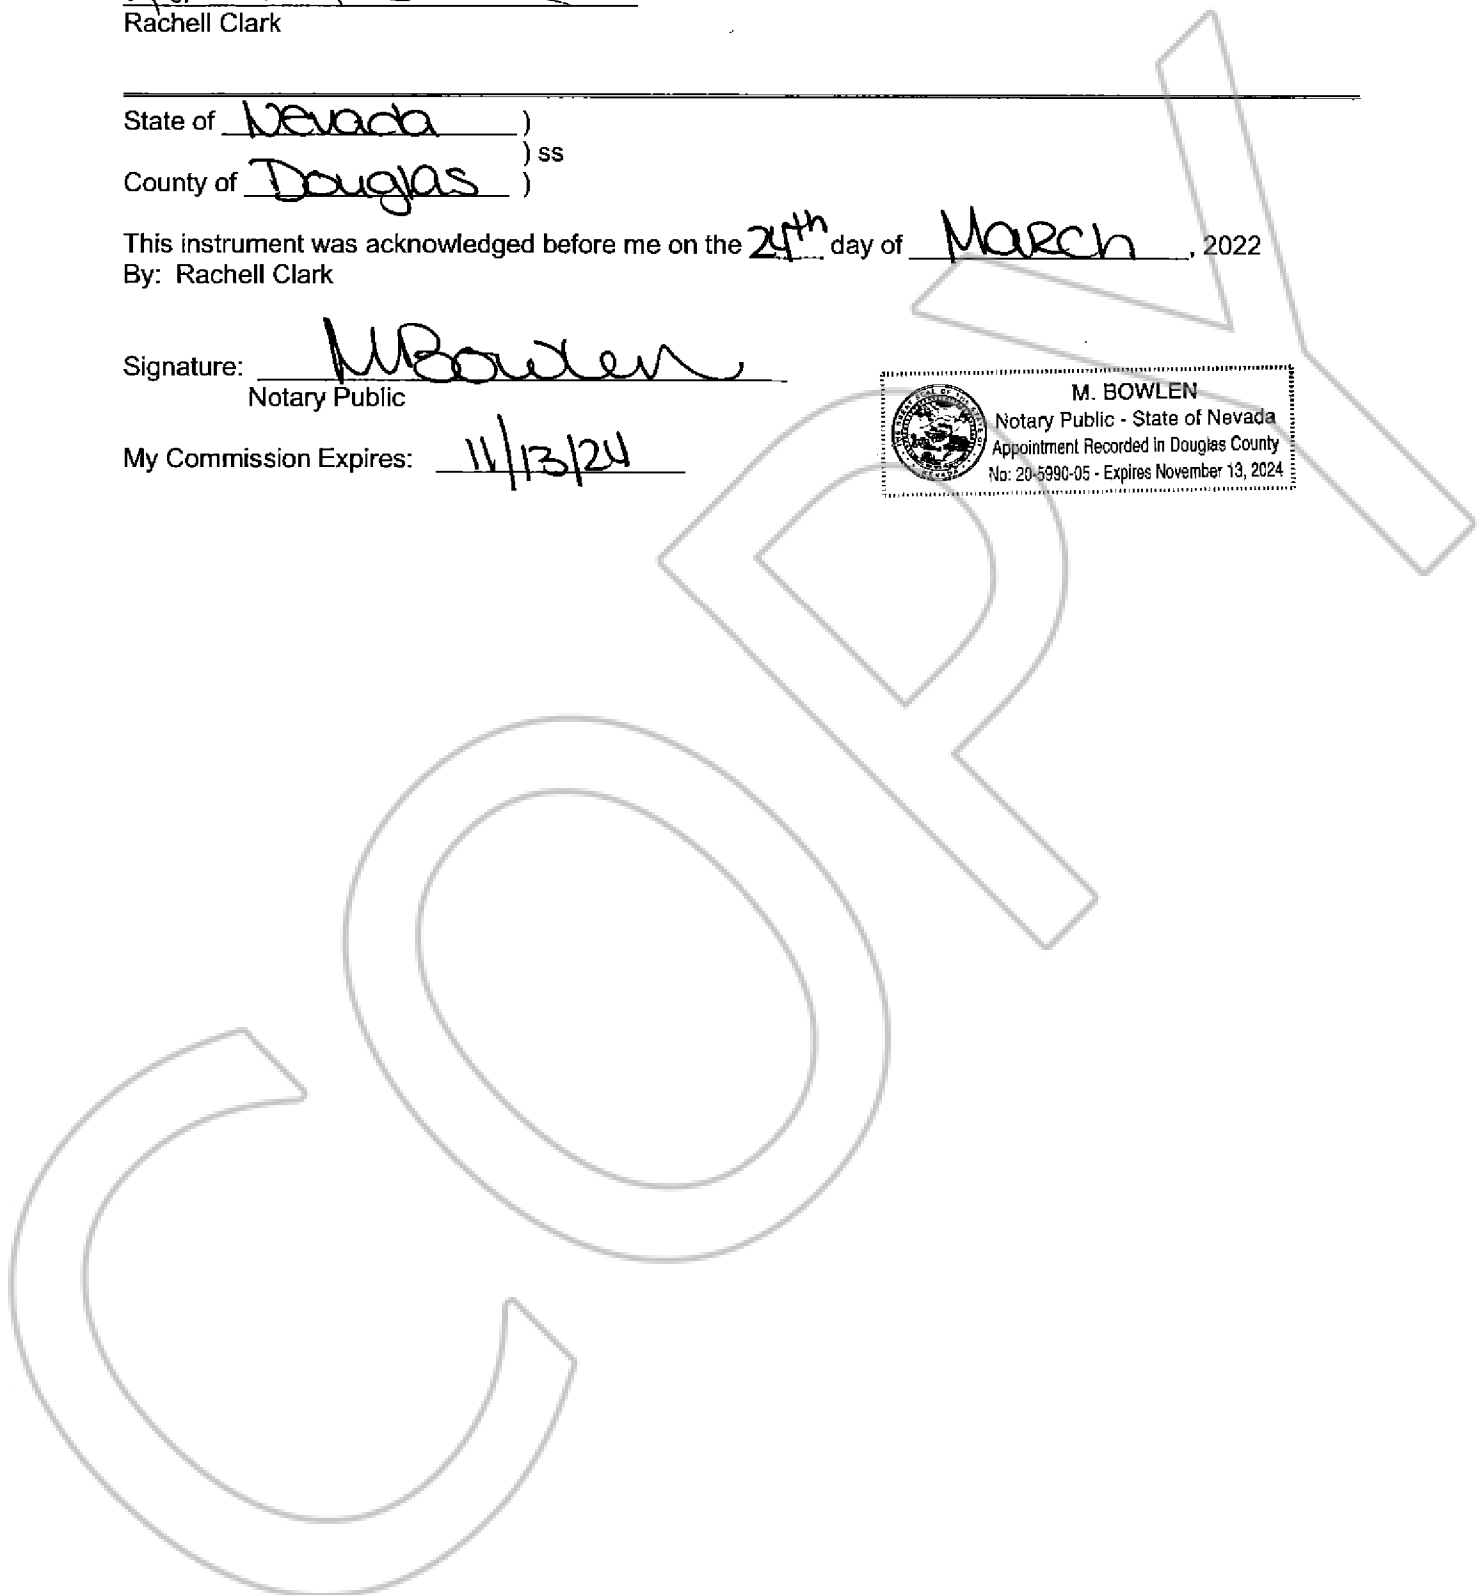 Rachell Clark
State of Nevada )
) ss
County of Douglas )
This instrument was acknowledged before me on the 24th day of March, 2022
By: Rachell Clark
Signature: MBowlen
Notary Public
M. BOWLEN
Notary Public - State of Nevada
Appointment Recorded in Douglas County
No: 20-5990-05 - Expires November 13, 2024
My Commission Expires: 11/13/24
COPY